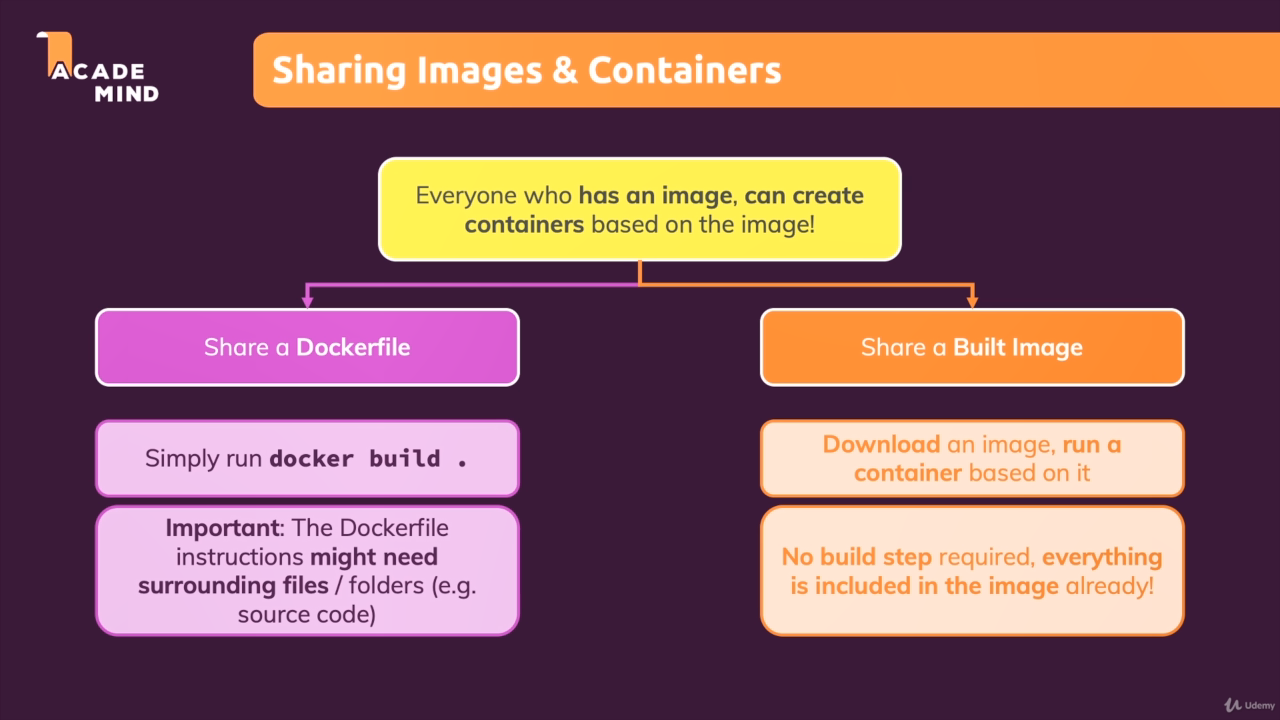 ACADE
MIND
Sharing Images & Containers
Everyone who has an image, can create
containers based on the image!
Share a Dockerfile
Simply run docker build .
Important: The Dockerfile
instructions might need
surrounding files / folders (e.g.
source code)
Share a Built Image
Download an image, run a
container based on it
No build step required, everything
is included in the image already!
Udemy